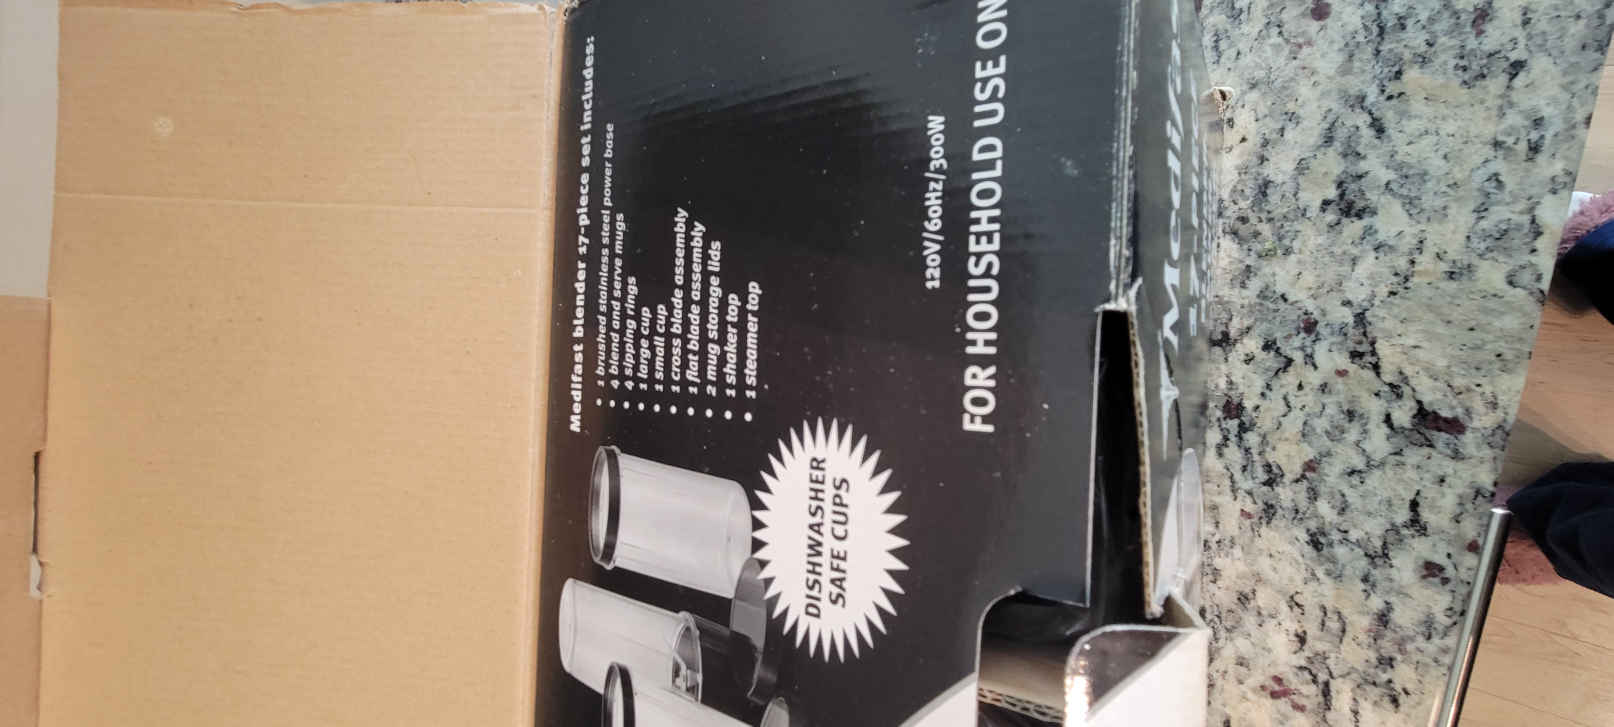 Medifast blender 17-piece set includes:
• 1 brushed stainless steel power base
• 4 blend and serve mugs
• 4 sipping rings
• 1 large cup
• 1 small cup
• 1 cross blade assembly
• 1 flat blade assembly
• 2 mug storage lids
• 1 shaker top
• 1 steamer top
DISHWASHER
SAFE CUPS
120V/60Hz/300W
FOR HOUSEHOLD USE ON
Medifas